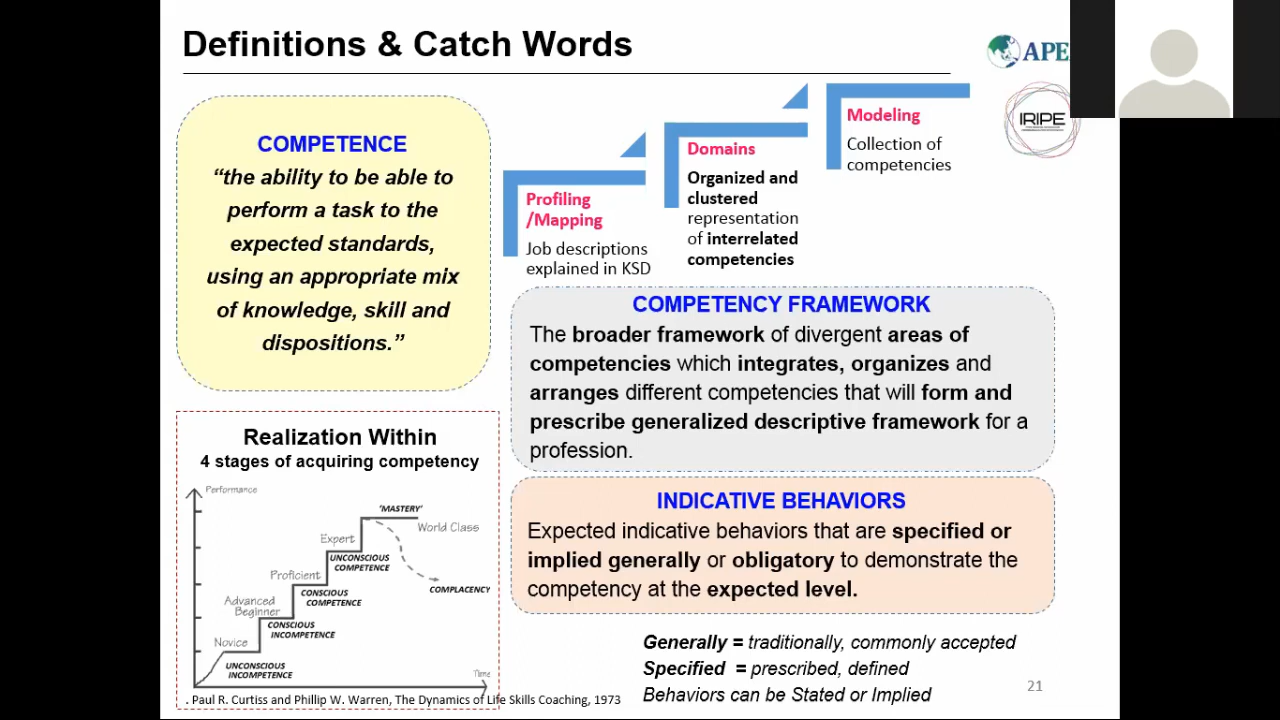 Definitions & Catch Words
APE
IRIPE
COMPETENCE
“the ability to be able to
perform a task to the
expected standards,
using an appropriate mix
of knowledge, skill and
dispositions.”
Profiling
/Mapping
Job descriptions
explained in KSD
Domains
Organized and
clustered
representation
of interrelated
competencies
Modeling
Collection of
competencies
COMPETENCY FRAMEWORK
The broader framework of divergent areas of
competencies which integrates, organizes and
arranges different competencies that will form and
prescribe generalized descriptive framework for a
profession.
INDICATIVE BEHAVIORS
Expected indicative behaviors that are specified or
implied generally or obligatory to demonstrate the
competency at the expected level.
Generally = traditionally, commonly accepted
Specified = prescribed, defined
Behaviors can be Stated or Implied
Realization Within
4 stages of acquiring competency
Performance
'MASTERY'
World Class
Expert
UNCONSCIOUS
COMPETENCE
Proficient
COMPLACENCY
CONSCIOUS
COMPETENCE
Advanced
Beginner
CONSCIOUS
INCOMPETENCE
Novice
UNCONSCIOUS
INCOMPETENCE
Time
. Paul R. Curtiss and Phillip W. Warren, The Dynamics of Life Skills Coaching, 1973
21